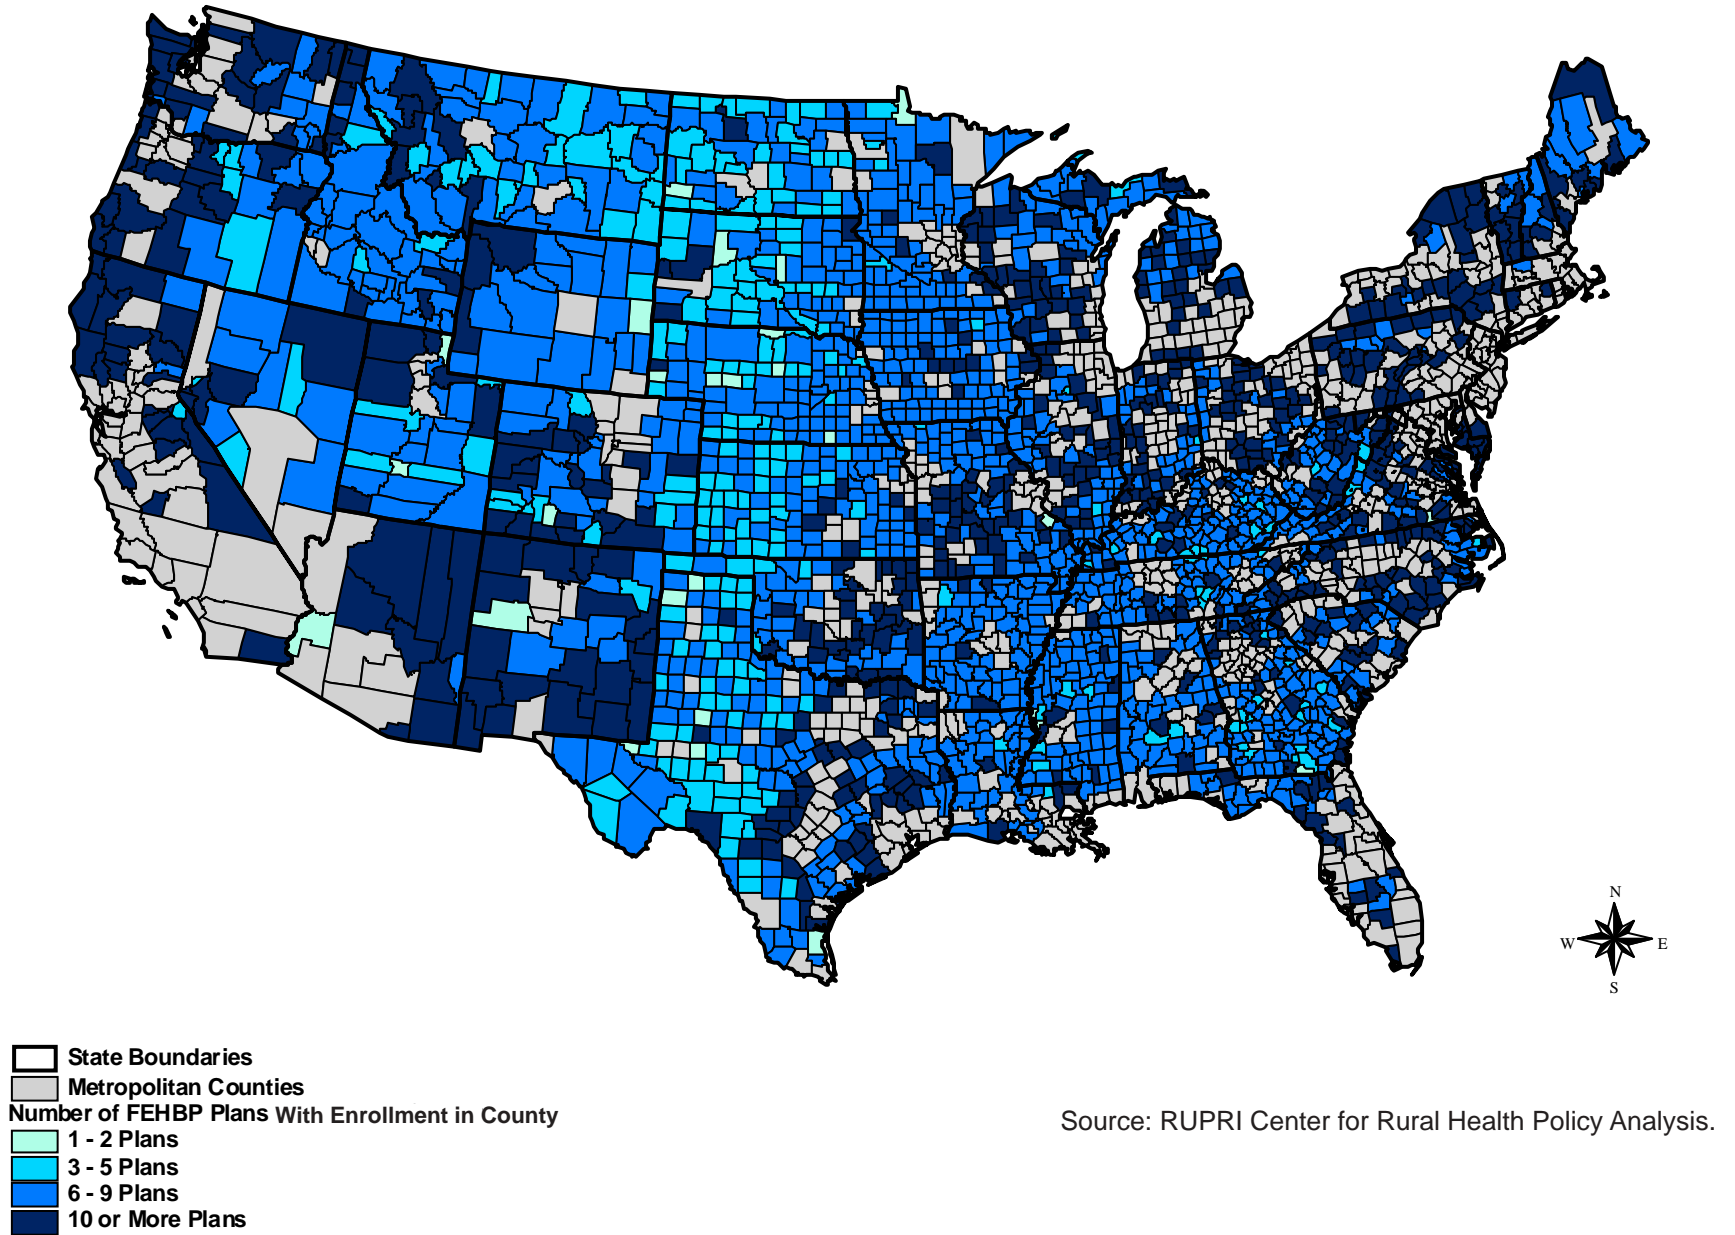 N
W E
S
State Boundaries
Metropolitan Counties
Number of FEHBP Plans With Enrollment in County
1 - 2 Plans
3 - 5 Plans
6 - 9 Plans
10 or More Plans
Source: RUPRI Center for Rural Health Policy Analysis.